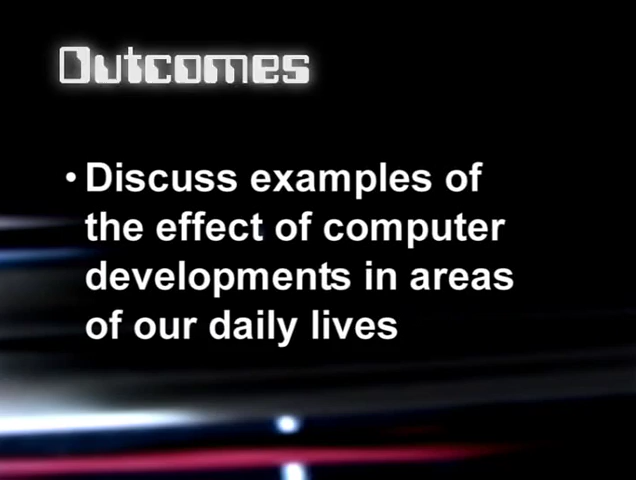 Outcomes
• Discuss examples of
the effect of computer
developments in areas
of our daily lives